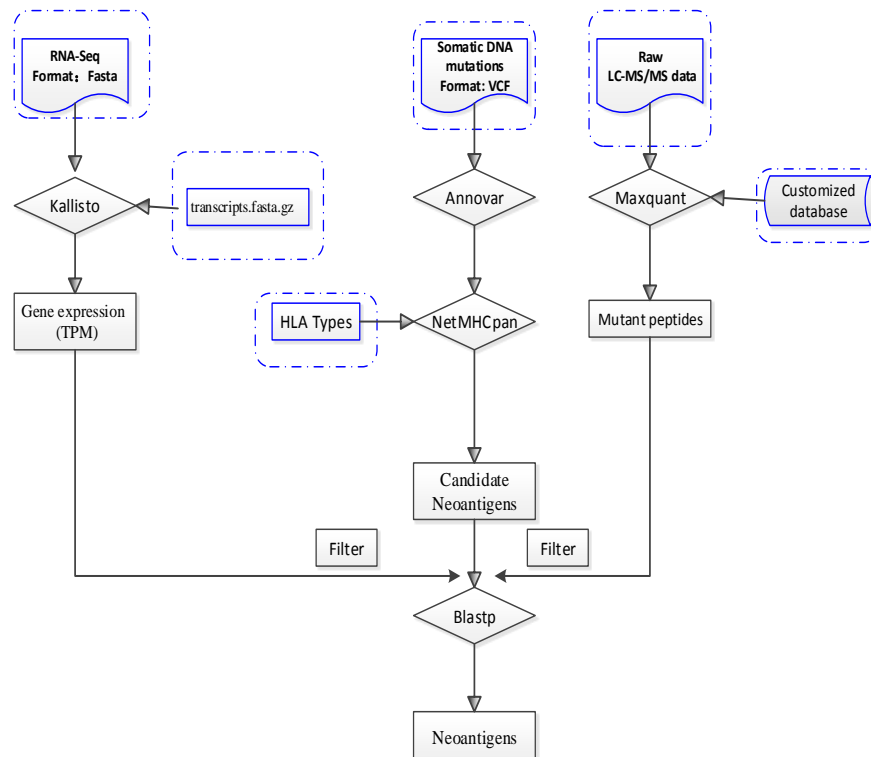 RNA-Seq
Format：Fasta
Somatic DNA
mutations
Format: VCF
Raw
LC-MS/MS data
Kallisto
transcripts.fasta.gz
Annovar
Maxquant
Customized
database
Gene expression
(TPM)
HLA Types
NetMHCpan
Mutant peptides
Candidate
Neoantigens
Filter
Filter
Blastp
Neoantigens